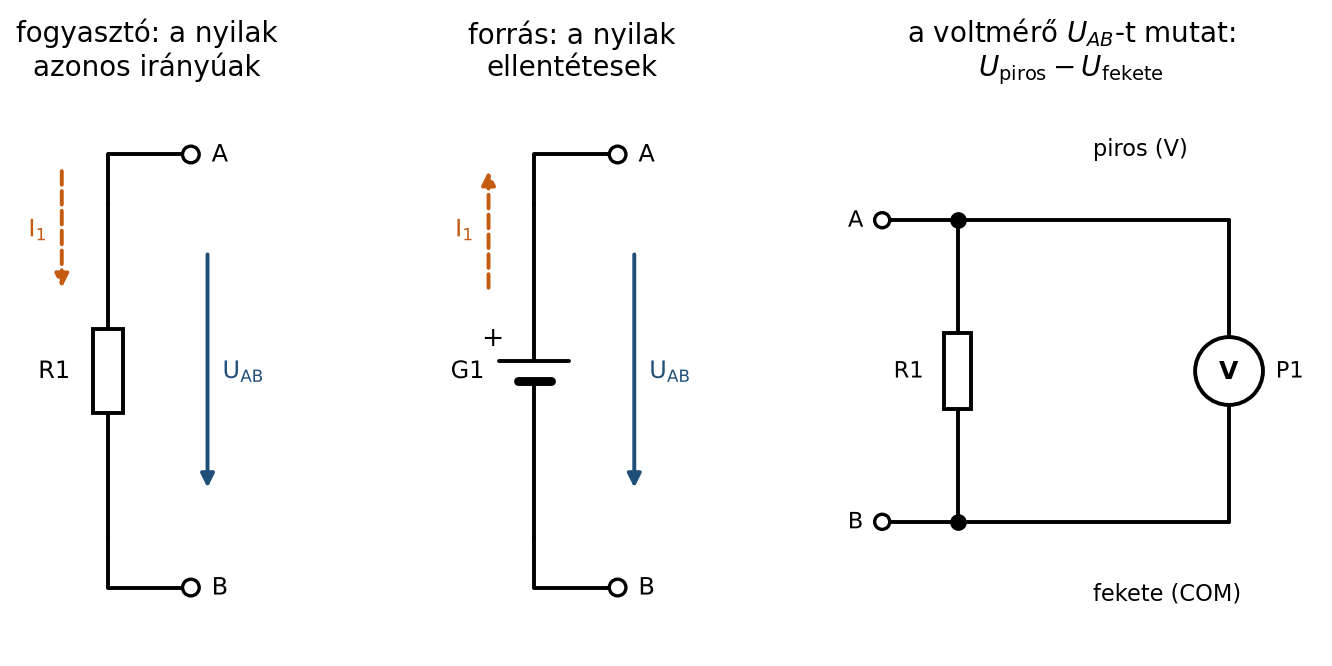 fogyasztó: a nyilak
azonos irányúak
A
I₁
R1
U_AB
B
forrás: a nyilak
ellentétesek
A
I₁
+
G1
U_AB
B
a voltmérő U_AB-t mutat:
U_piros − U_fekete
piros (V)
A
R1
V
P1
B
fekete (COM)